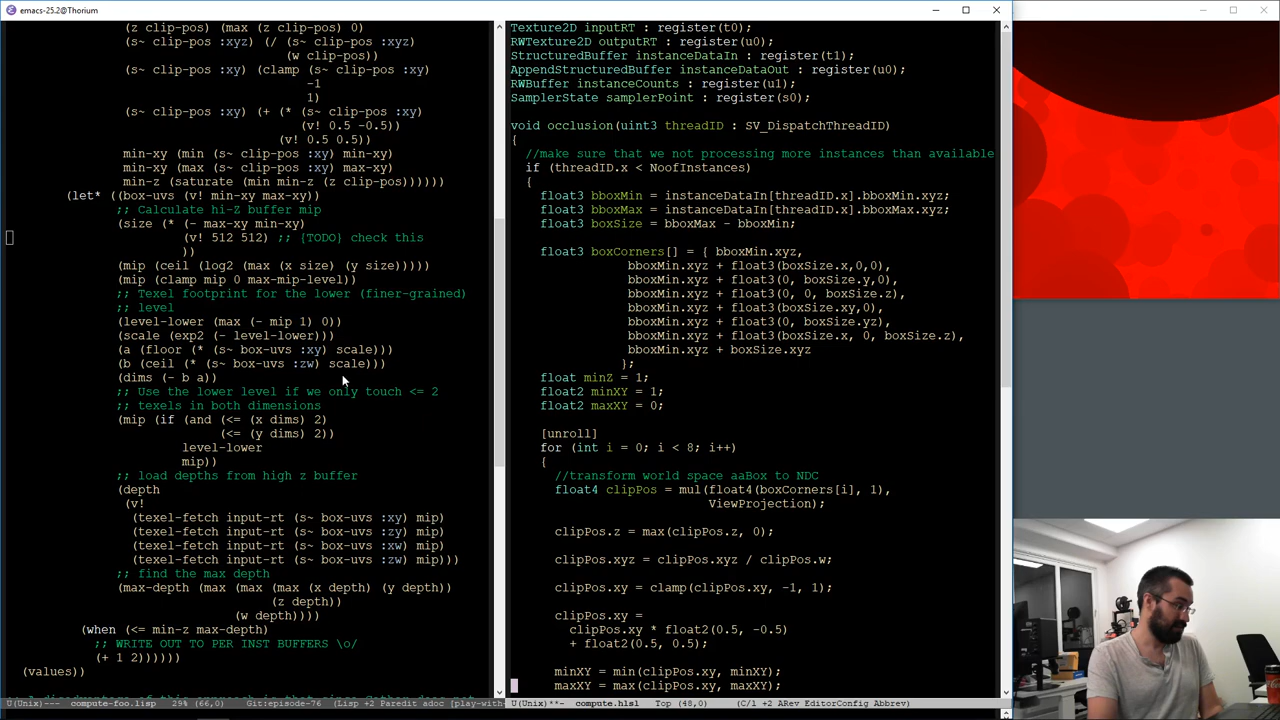 emacs-25.2@Thorium
(z clip-pos) (max (z clip-pos) 0)
(s~ clip-pos :xyz) (/ (s~ clip-pos :xyz)
(w clip-pos))
(s~ clip-pos :xy) (clamp (s~ clip-pos :xy)
-1
1)
(s~ clip-pos :xy) (+ (* (s~ clip-pos :xy)
(v! 0.5 -0.5))
(v! 0.5 0.5))
min-xy (min (s~ clip-pos :xy) min-xy)
min-xy (max (s~ clip-pos :xy) max-xy)
min-z (saturate (min min-z (z clip-pos))))))
(let* ((box-uvs (v! min-xy max-xy))
;; Calculate hi-Z buffer mip
(size (* (- max-xy min-xy)
(v! 512 512) ;; {TODO} check this
))
(mip (ceil (log2 (max (x size) (y size)))))
(mip (clamp mip 0 max-mip-level))
;; Texel footprint for the lower (finer-grained)
;; level
(level-lower (max (- mip 1) 0))
(scale (exp2 (- level-lower)))
(a (floor (* (s~ box-uvs :xy) scale)))
(b (ceil (* (s~ box-uvs :zw) scale)))
(dims (- b a))
;; Use the lower level if we only touch <= 2
;; texels in both dimensions
(mip (if (and (<= (x dims) 2)
(<= (y dims) 2))
level-lower
mip))
;; load depths from high z buffer
(depth
(v!
(texel-fetch input-rt (s~ box-uvs :xy) mip)
(texel-fetch input-rt (s~ box-uvs :zy) mip)
(texel-fetch input-rt (s~ box-uvs :xw) mip)
(texel-fetch input-rt (s~ box-uvs :zw) mip)))
;; find the max depth
(max-depth (max (max (max (x depth) (y depth))
(z depth))
(w depth))))
(when (<= min-z max-depth)
;; WRITE OUT TO PER INST BUFFERS \o/
(+ 1 2))))))
(values))
U(Unix)--- compute-foo.lisp 29% (66,0) Git:episode-76 (Lisp +2 Paredit adoc [play-with-
Texture2D inputRT : register(t0);
RWTexture2D outputRT : register(u0);
StructuredBuffer instanceDataIn : register(t1);
AppendStructuredBuffer instanceDataOut : register(u0);
RWBuffer instanceCounts : register(u1);
SamplerState samplerPoint : register(s0);
void occlusion(uint3 threadID : SV_DispatchThreadID)
{
//make sure that we not processing more instances than available
if (threadID.x < NoofInstances)
{
float3 bboxMin = instanceDataIn[threadID.x].bboxMin.xyz;
float3 bboxMax = instanceDataIn[threadID.x].bboxMax.xyz;
float3 boxSize = bboxMax - bboxMin;
float3 boxCorners[] = { bboxMin.xyz,
bboxMin.xyz + float3(boxSize.x,0,0),
bboxMin.xyz + float3(0, boxSize.y,0),
bboxMin.xyz + float3(0, 0, boxSize.z),
bboxMin.xyz + float3(boxSize.xy,0),
bboxMin.xyz + float3(0, boxSize.yz),
bboxMin.xyz + float3(boxSize.x, 0, boxSize.z),
bboxMin.xyz + boxSize.xyz
};
float minZ = 1;
float2 minXY = 1;
float2 maxXY = 0;
[unroll]
for (int i = 0; i < 8; i++)
{
//transform world space aaBox to NDC
float4 clipPos = mul(float4(boxCorners[i], 1),
ViewProjection);
clipPos.z = max(clipPos.z, 0);
clipPos.xyz = clipPos.xyz / clipPos.w;
clipPos.xy = clamp(clipPos.xy, -1, 1);
clipPos.xy =
clipPos.xy * float2(0.5, -0.5)
+ float2(0.5, 0.5);
minXY = min(clipPos.xy, minXY);
maxXY = max(clipPos.xy, maxXY);
U(Unix)**- compute.hlsl Top (48,0) (C/l +2 ARev EditorConfig Abbrev)